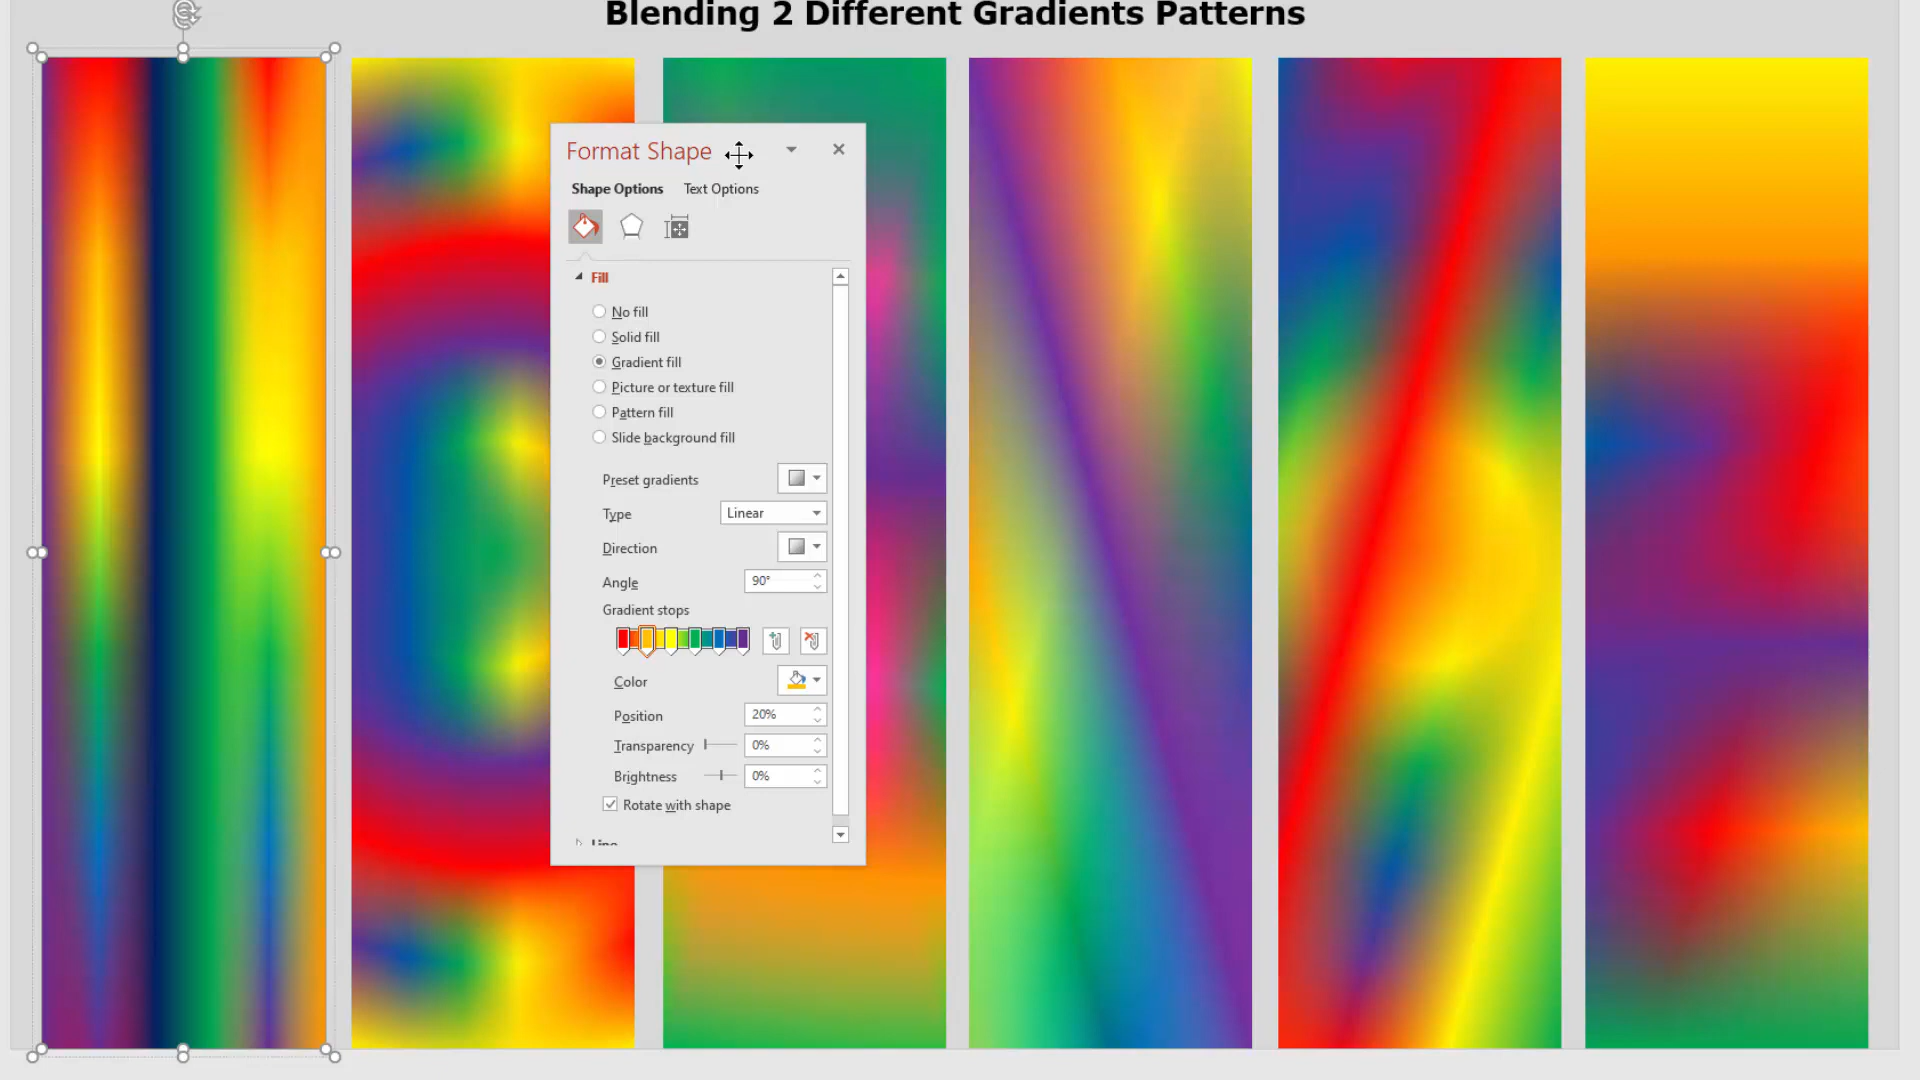 Blending 2 Different Gradients Patterns
Format Shape
Shape Options Text Options
Fill
No fill
Solid fill
Gradient fill
Picture or texture fill
Pattern fill
Slide background fill
Preset gradients
Type Linear
Direction
Angle 90°
Gradient stops
Color
Position 20%
Transparency 0%
Brightness 0%
Rotate with shape
Line